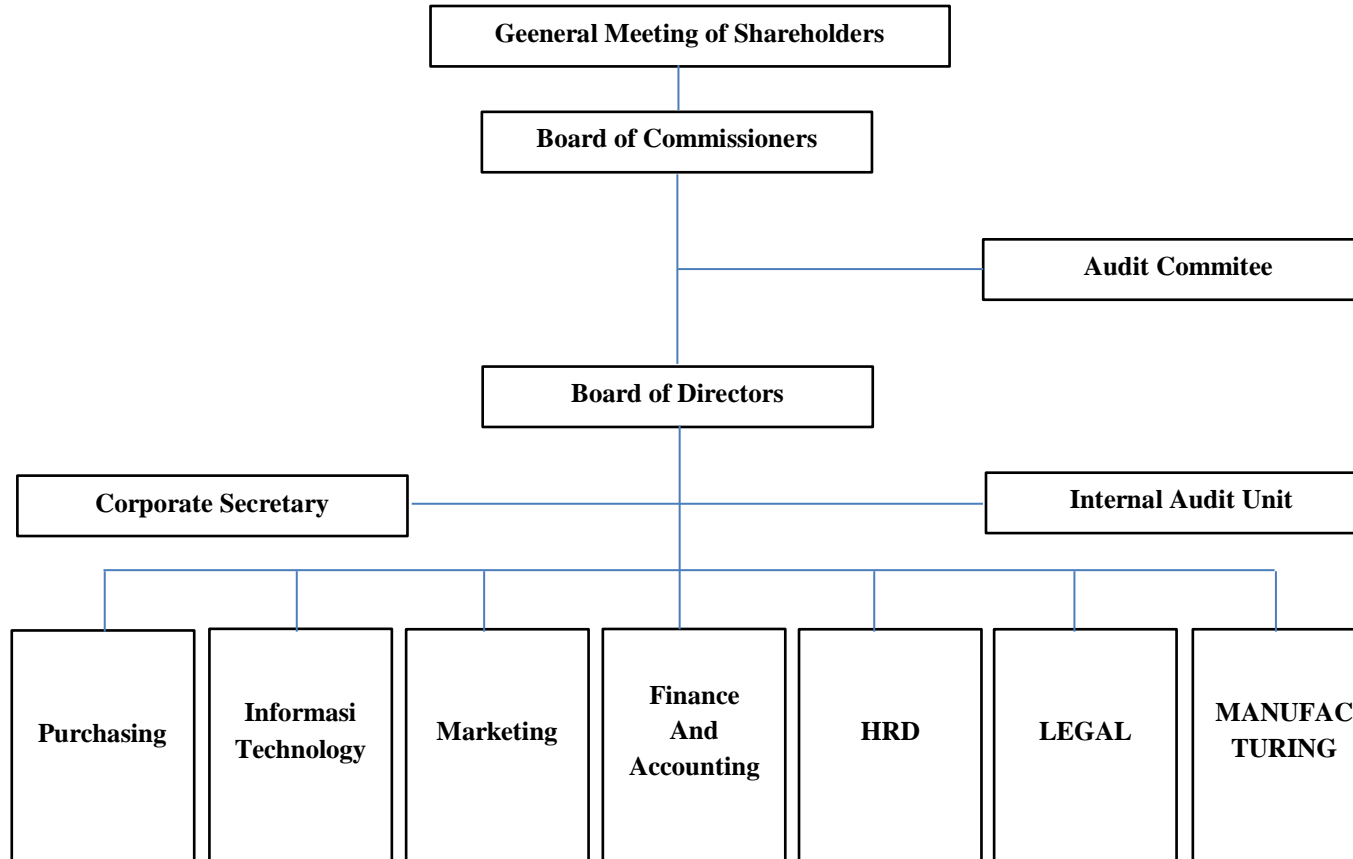 Geeneral Meeting of Shareholders
Board of Commissioners
Audit Commitee
Board of Directors
Corporate Secretary
Internal Audit Unit
Purchasing
Informasi
Technology
Marketing
Finance
And
Accounting
HRD
LEGAL
MANUFAC
TURING